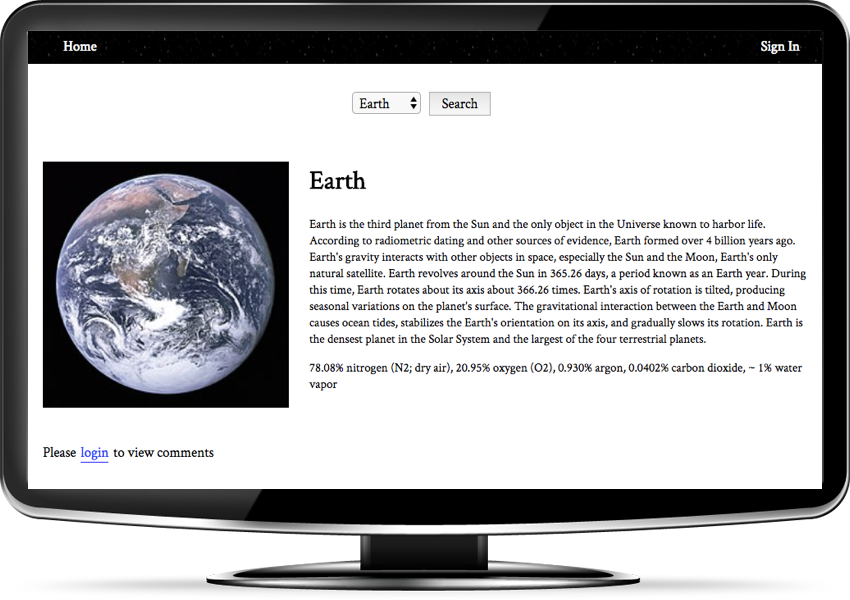 Home
Sign In
Earth
Search
Earth
Earth is the third planet from the Sun and the only object in the Universe known to harbor life.
According to radiometric dating and other sources of evidence, Earth formed over 4 billion years ago.
Earth's gravity interacts with other objects in space, especially the Sun and the Moon, Earth's only
natural satellite. Earth revolves around the Sun in 365.26 days, a period known as an Earth year. During
this time, Earth rotates about its axis about 366.26 times. Earth's axis of rotation is tilted, producing
seasonal variations on the planet's surface. The gravitational interaction between the Earth and Moon
causes ocean tides, stabilizes the Earth's orientation on its axis, and gradually slows its rotation. Earth is
the densest planet in the Solar System and the largest of the four terrestrial planets.
78.08% nitrogen (N2; dry air), 20.95% oxygen (O2), 0.930% argon, 0.0402% carbon dioxide, ~ 1% water
vapor
Please login to view comments